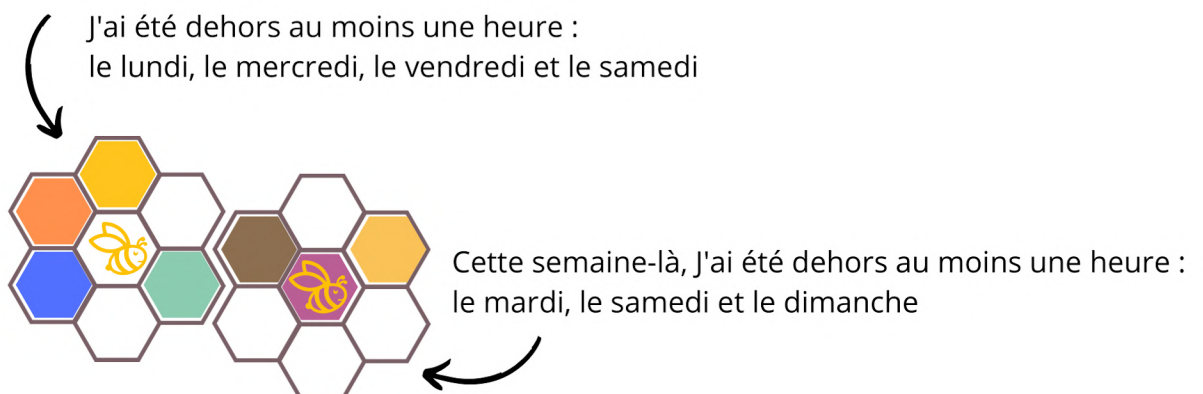 J'ai été dehors au moins une heure :
le lundi, le mercredi, le vendredi et le samedi
Cette semaine-là, J'ai été dehors au moins une heure :
le mardi, le samedi et le dimanche